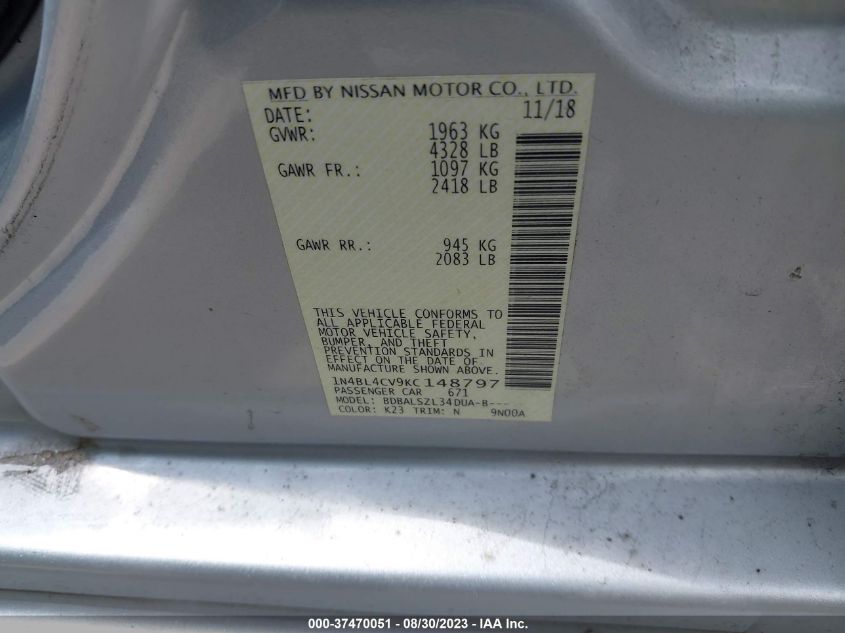 MFD BY NISSAN MOTOR CO., LTD.
DATE: 11/18
GVWR: 1963 KG
4328 LB
GAWR FR.: 1097 KG
2418 LB
GAWR RR.: 945 KG
2083 LB
THIS VEHICLE CONFORMS TO
ALL APPLICABLE FEDERAL
MOTOR VEHICLE SAFETY,
BUMPER, AND THEFT
PREVENTION STANDARDS IN
EFFECT ON THE DATE OF
MANUFACTURE SHOWN ABOVE.
1N4BL4CV9KC148797
PASSENGER CAR 671
MODEL: BDBALSZL34DUA-B---
COLOR: K23 TRIM: N 9N00A
000-37470051 - 08/30/2023 - IAA Inc.